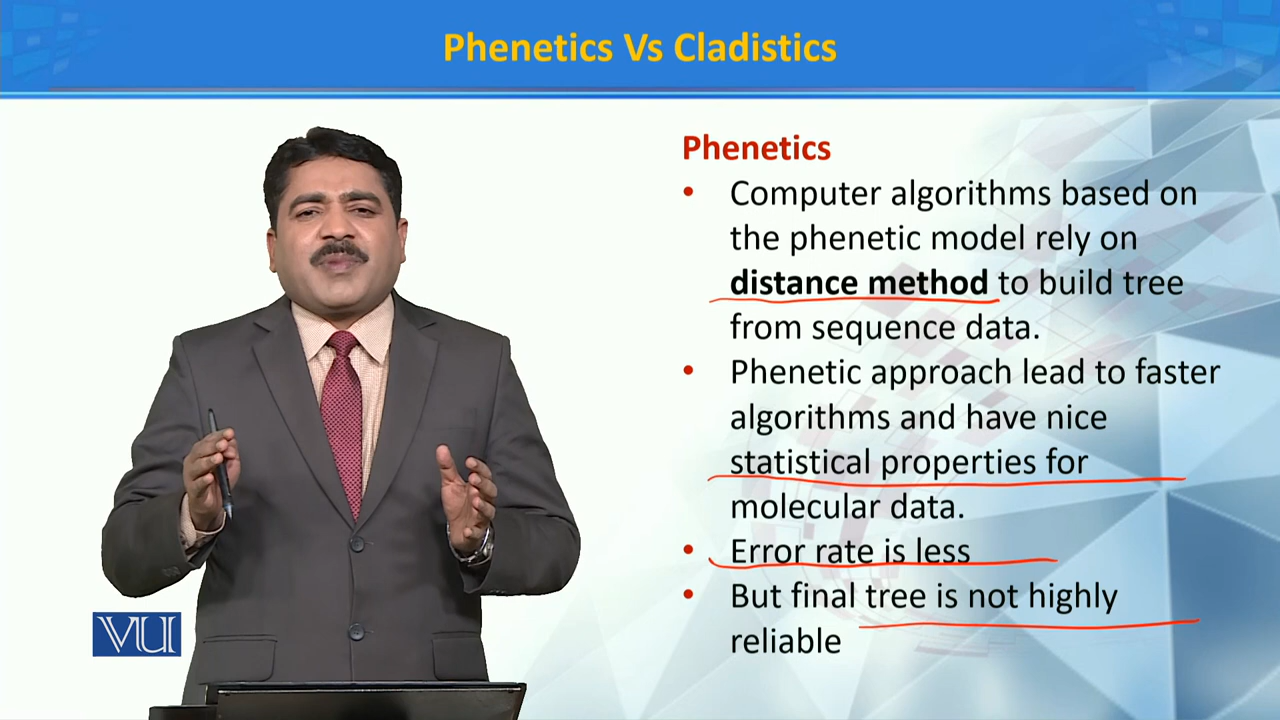 Phenetics Vs Cladistics
Phenetics
• Computer algorithms based on
the phenetic model rely on
distance method to build tree
from sequence data.
• Phenetic approach lead to faster
algorithms and have nice
statistical properties for
molecular data.
• Error rate is less
• But final tree is not highly
reliable
VU